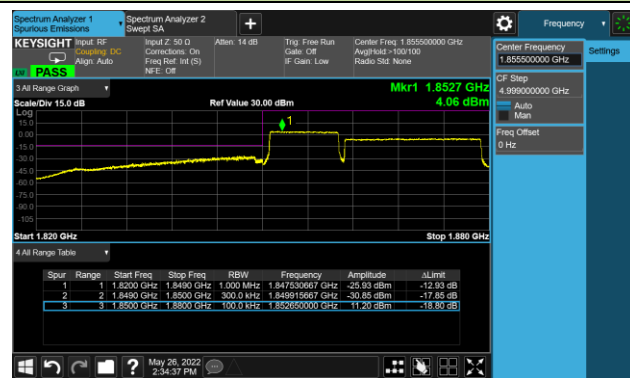 Spectrum Analyzer 1
Spurious Emissions
Spectrum Analyzer 2
Swept SA
+
Frequency
KEYSIGHT
Input: RF
Coupling: DC
Align: Auto
Input Z: 50 Ω
Corrections: On
Freq Ref: Int (S)
NFE: Off
Atten: 14 dB
Trig: Free Run
Gate: Off
IF Gain: Low
Center Freq: 1.855500000 GHz
Avg|Hold:>100/100
Radio Std: None
PASS
Center Frequency
1.855500000 GHz
Settings
CF Step
4.999000000 GHz
Auto
Man
Freq Offset
0 Hz
3 All Range Graph
Mkr1 1.8527 GHz
Scale/Div 15.0 dB
Ref Value 30.00 dBm
4.06 dBm
Log
15.0
0.00
-15.0
-30.0
-45.0
-60.0
-75.0
-90.0
-105
1
Start 1.820 GHz
Stop 1.880 GHz
4 All Range Table
Spur Range Start Freq Stop Freq RBW Frequency Amplitude ΔLimit
1 1 1.8200 GHz 1.8490 GHz 1.000 MHz 1.847530667 GHz -25.93 dBm -12.93 dB
2 2 1.8490 GHz 1.8500 GHz 300.0 kHz 1.849915667 GHz -30.85 dBm -17.85 dB
3 3 1.8500 GHz 1.8800 GHz 100.0 kHz 1.852650000 GHz 11.20 dBm -18.80 dB
?
May 26, 2022
2:34:37 PM